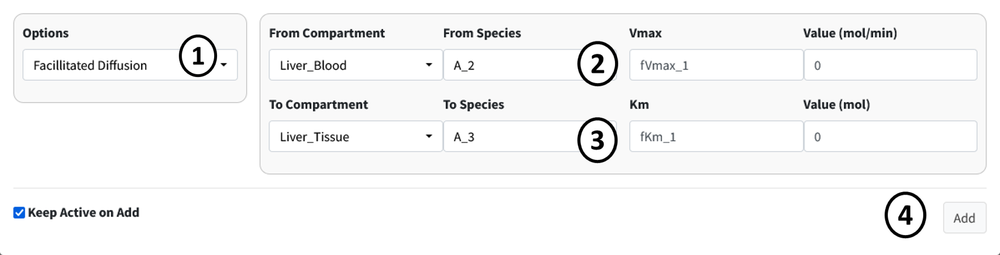 Options
1
Facillitated Diffusion
From Compartment From Species Vmax Value (mol/min)
Liver_Blood A_2 2 fVmax_1 0
To Compartment To Species Km Value (mol)
Liver_Tissue A_3 3 fKm_1 0
Keep Active on Add
4 Add